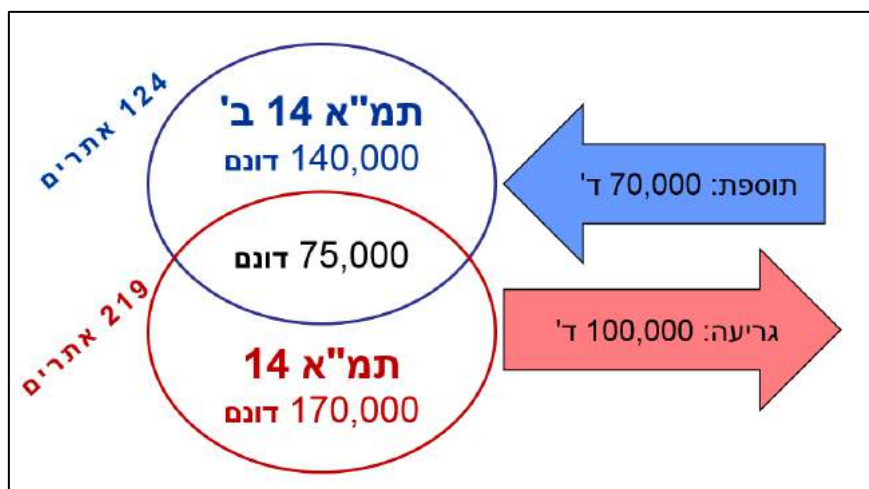 124 אתרים
תמ"א 14 ב'
140,000 דונם
תוספת: 70,000 ד'
75,000 דונם
219 אתרים
גריעה: 100,000 ד'
תמ"א 14
170,000 דונם